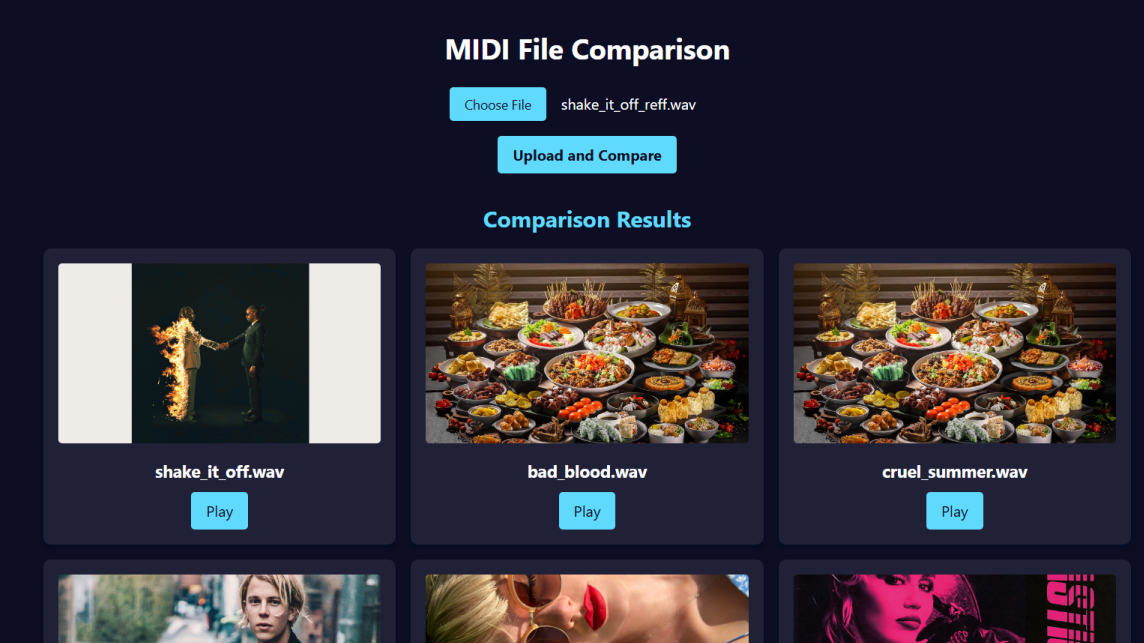 MIDI File Comparison
Choose File shake_it_off_reff.wav
Upload and Compare
Comparison Results
shake_it_off.wav
Play
bad_blood.wav
Play
cruel_summer.wav
Play